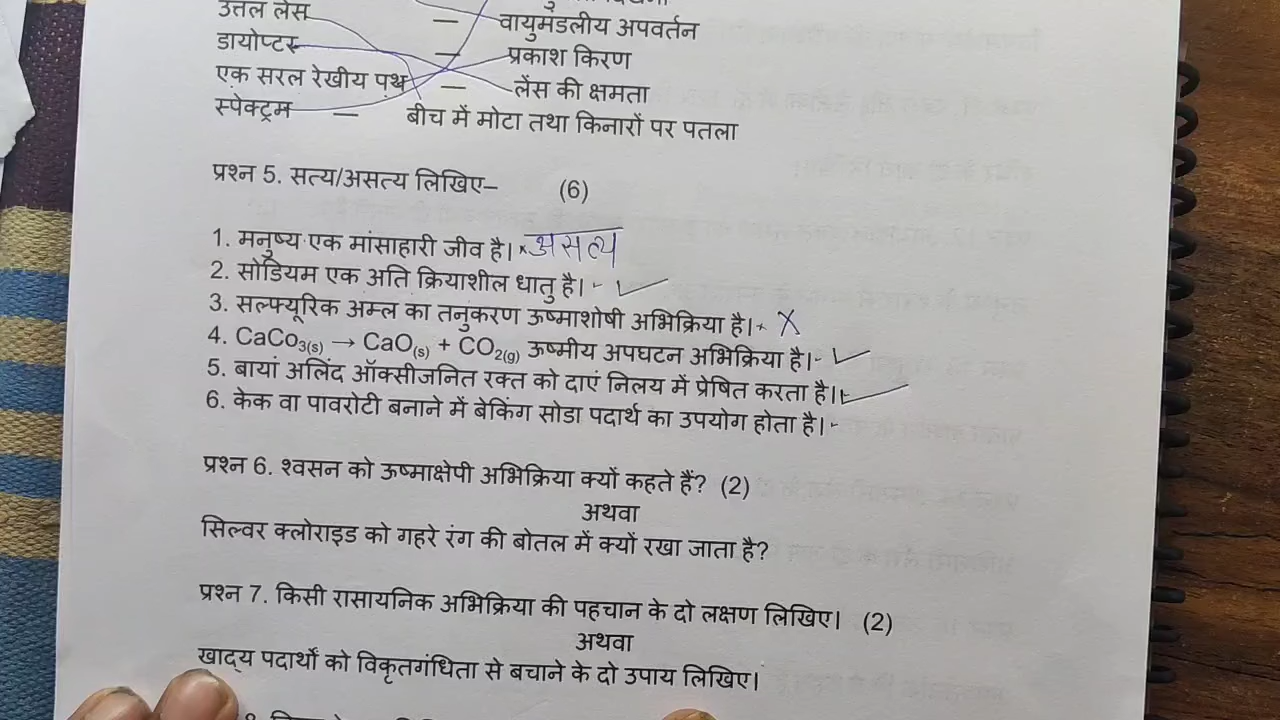 उत्तल लेंस — वायुमंडलीय अपवर्तन
डायोप्टर — प्रकाश किरण
एक सरल रेखीय पथ — लेंस की क्षमता
स्पेक्ट्रम — बीच में मोटा तथा किनारों पर पतला
प्रश्न 5. सत्य/असत्य लिखिए– (6)
1. मनुष्य एक मांसाहारी जीव है। × असत्य
2. सोडियम एक अति क्रियाशील धातु है। - ✓
3. सल्फ्यूरिक अम्ल का तनुकरण ऊष्माशोषी अभिक्रिया है। × X
4. CaCo₃(s) → CaO(s) + CO₂(g) ऊष्मीय अपघटन अभिक्रिया है। - ✓
5. बायां अलिंद ऑक्सीजनित रक्त को दाएं निलय में प्रेषित करता है। ✓
6. केक वा पावरोटी बनाने में बेकिंग सोडा पदार्थ का उपयोग होता है। -
प्रश्न 6. श्वसन को ऊष्माक्षेपी अभिक्रिया क्यों कहते हैं? (2)
अथवा
सिल्वर क्लोराइड को गहरे रंग की बोतल में क्यों रखा जाता है?
प्रश्न 7. किसी रासायनिक अभिक्रिया की पहचान के दो लक्षण लिखिए। (2)
अथवा
खाद्य पदार्थों को विकृतगंधिता से बचाने के दो उपाय लिखिए।